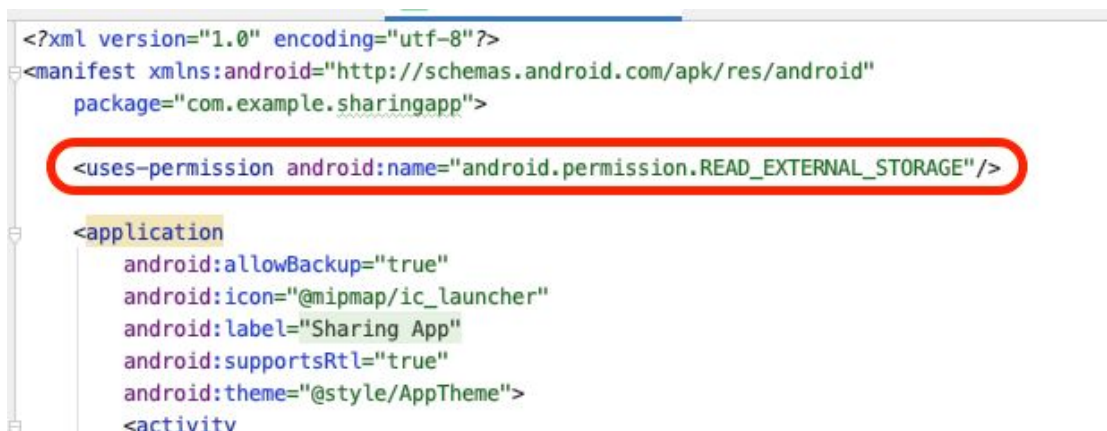 <?xml version="1.0" encoding="utf-8"?>
<manifest xmlns:android="http://schemas.android.com/apk/res/android"
package="com.example.sharingapp">
<uses-permission android:name="android.permission.READ_EXTERNAL_STORAGE"/>
<application
android:allowBackup="true"
android:icon="@mipmap/ic_launcher"
android:label="Sharing App"
android:supportsRtl="true"
android:theme="@style/AppTheme">
<activity